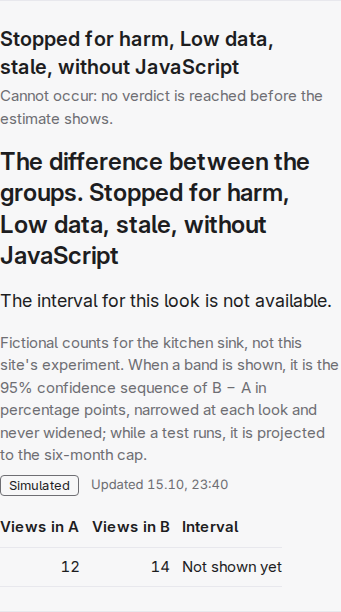 Stopped for harm, Low data,
stale, without JavaScript
Cannot occur: no verdict is reached before the
estimate shows.
The difference between the
groups. Stopped for harm,
Low data, stale, without
JavaScript
The interval for this look is not available.
Fictional counts for the kitchen sink, not this
site's experiment. When a band is shown, it is the
95% confidence sequence of B − A in
percentage points, narrowed at each look and
never widened; while a test runs, it is projected
to the six-month cap.
Simulated Updated 15.10, 23:40
Views in A Views in B Interval
12 14 Not shown yet